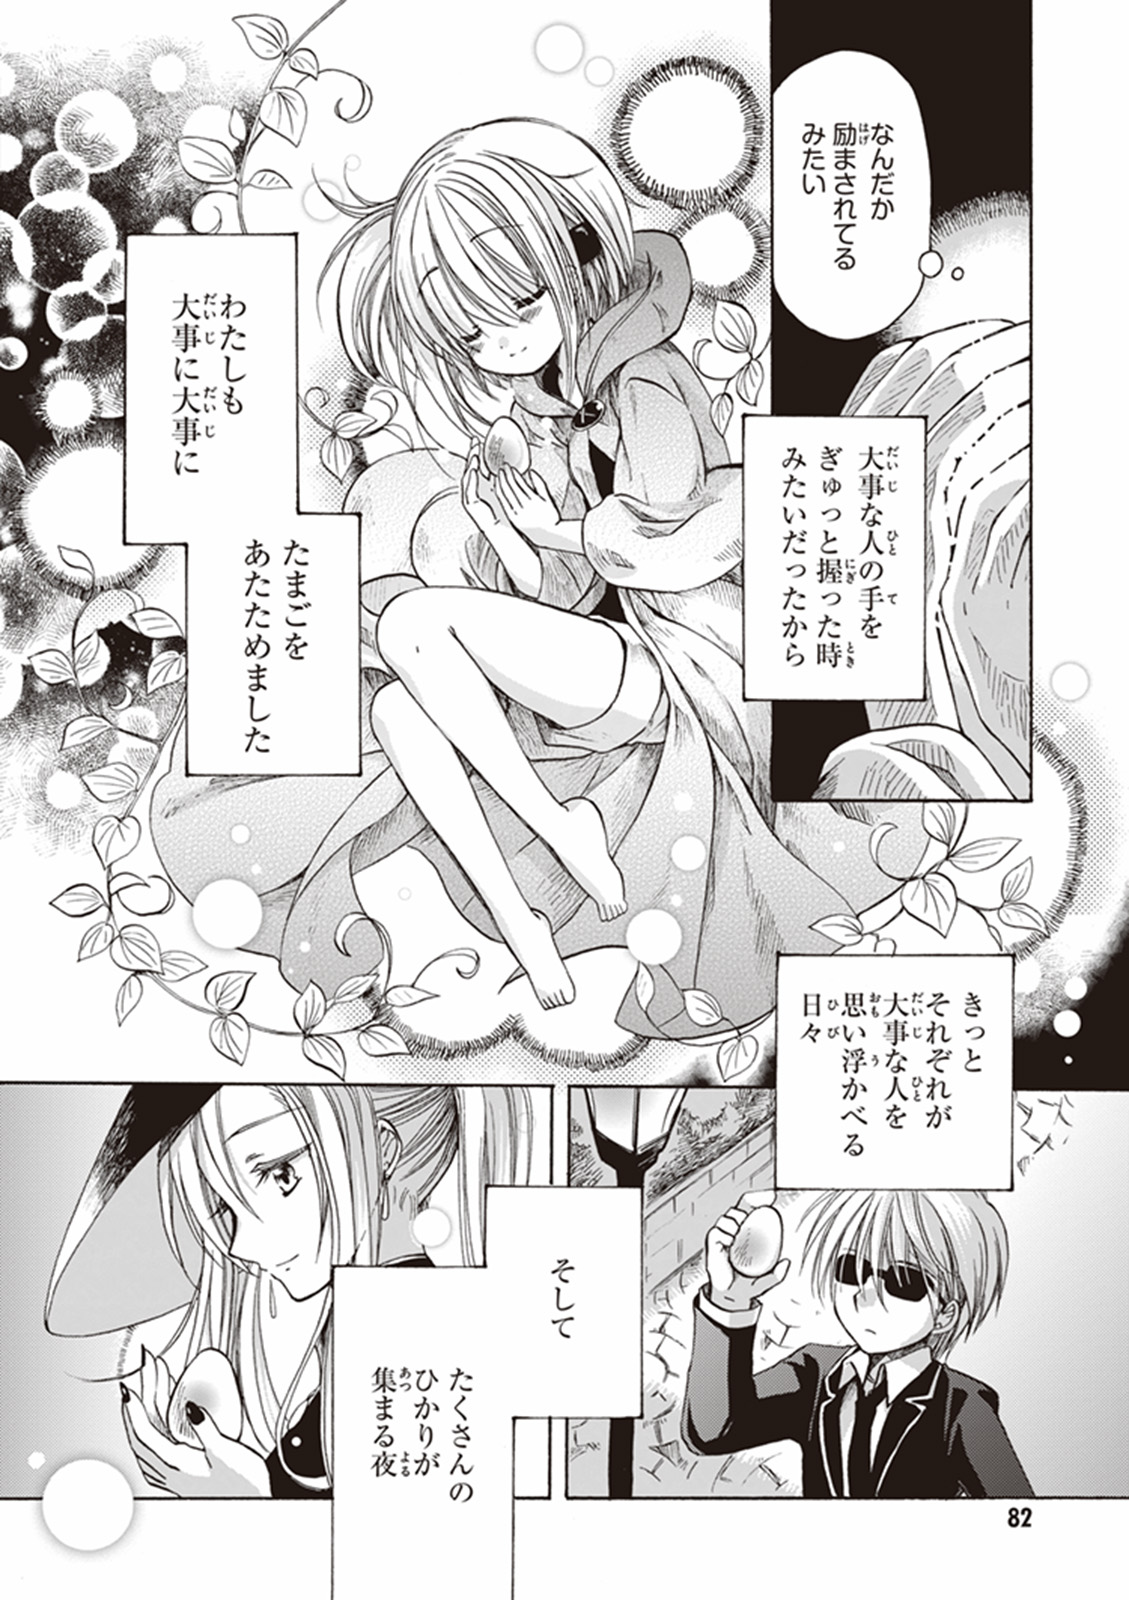 なんだか
励まされてる
みたい
大事な人の手を
ぎゅっと握った時
みたいだったから
わたしも
大事に大事に
たまごを
あたためました
きっと
それぞれが
大事な人を
思い浮かべる
日々
そして
たくさんの
ひかりが
集まる夜
82